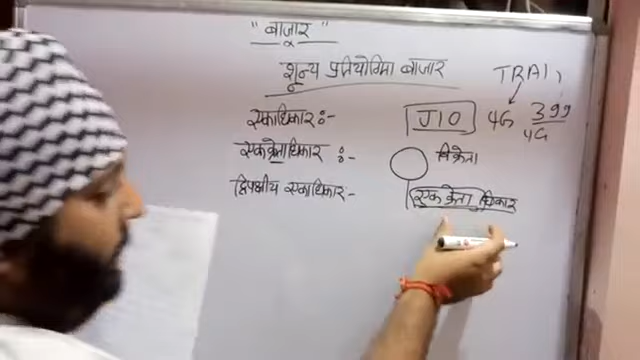 " बाजार "
शून्य प्रतियोगिता बाजार
TRAI,
एकाधिकार :-
JIO 4G 399
4G
एकक्रेताधिकार :-
विक्रेता
द्विपक्षीय एकाधिकार -
एक क्रेता धिकार